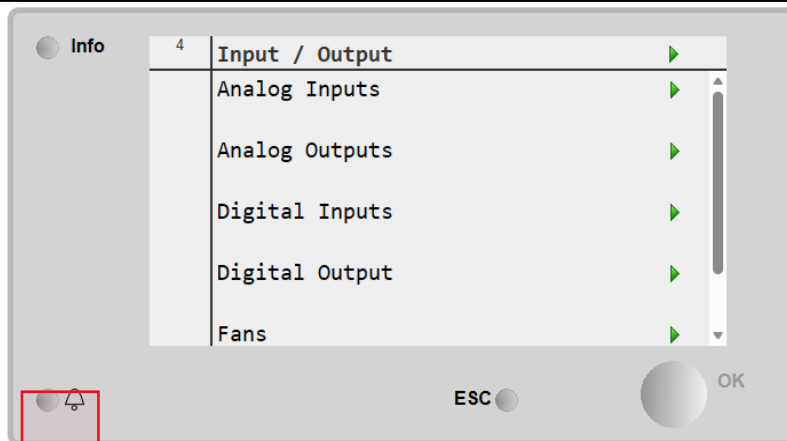 Info
4 Input / Output
Analog Inputs
Analog Outputs
Digital Inputs
Digital Output
Fans
ESC
OK